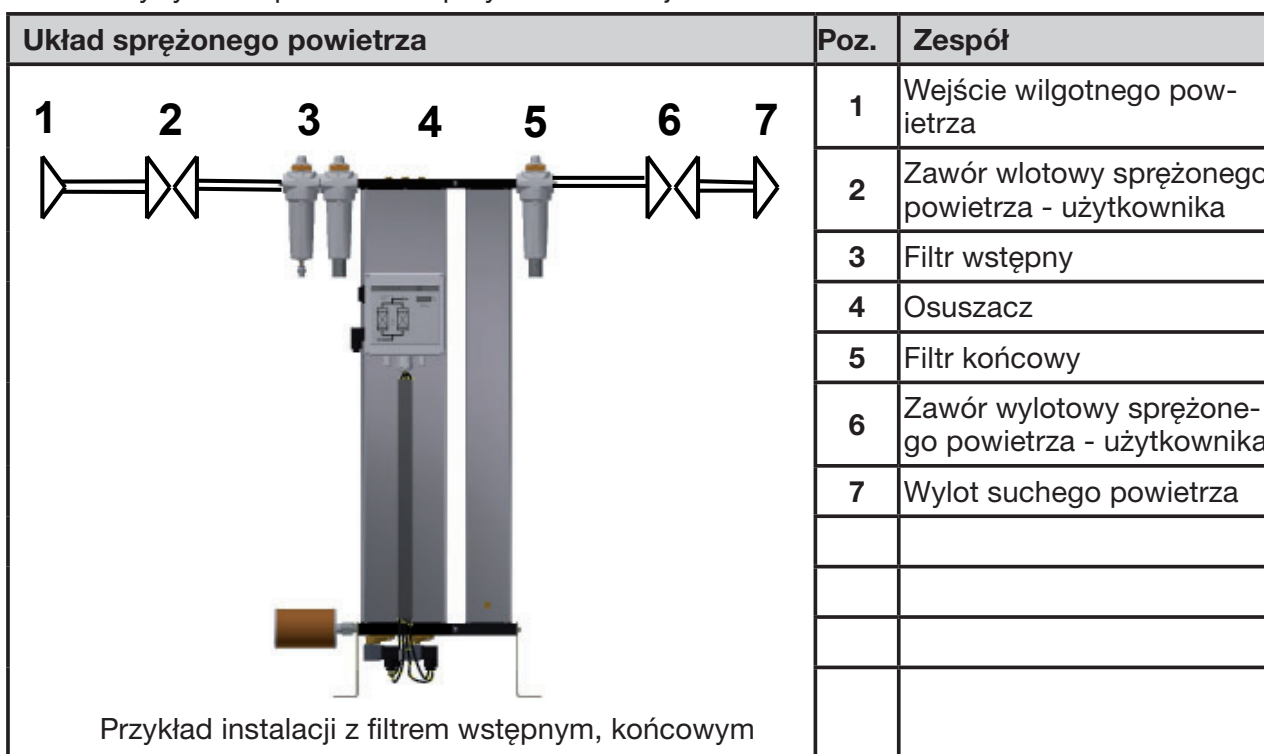 Układ sprężonego powietrza
Poz.
Zespół
1 2 3 4 5 6 7
Przykład instalacji z filtrem wstępnym, końcowym
1
Wejście wilgotnego pow-
ietrza
2
Zawór wlotowy sprężonego
powietrza - użytkownika
3
Filtr wstępny
4
Osuszacz
5
Filtr końcowy
6
Zawór wylotowy sprężone-
go powietrza - użytkownika
7
Wylot suchego powietrza